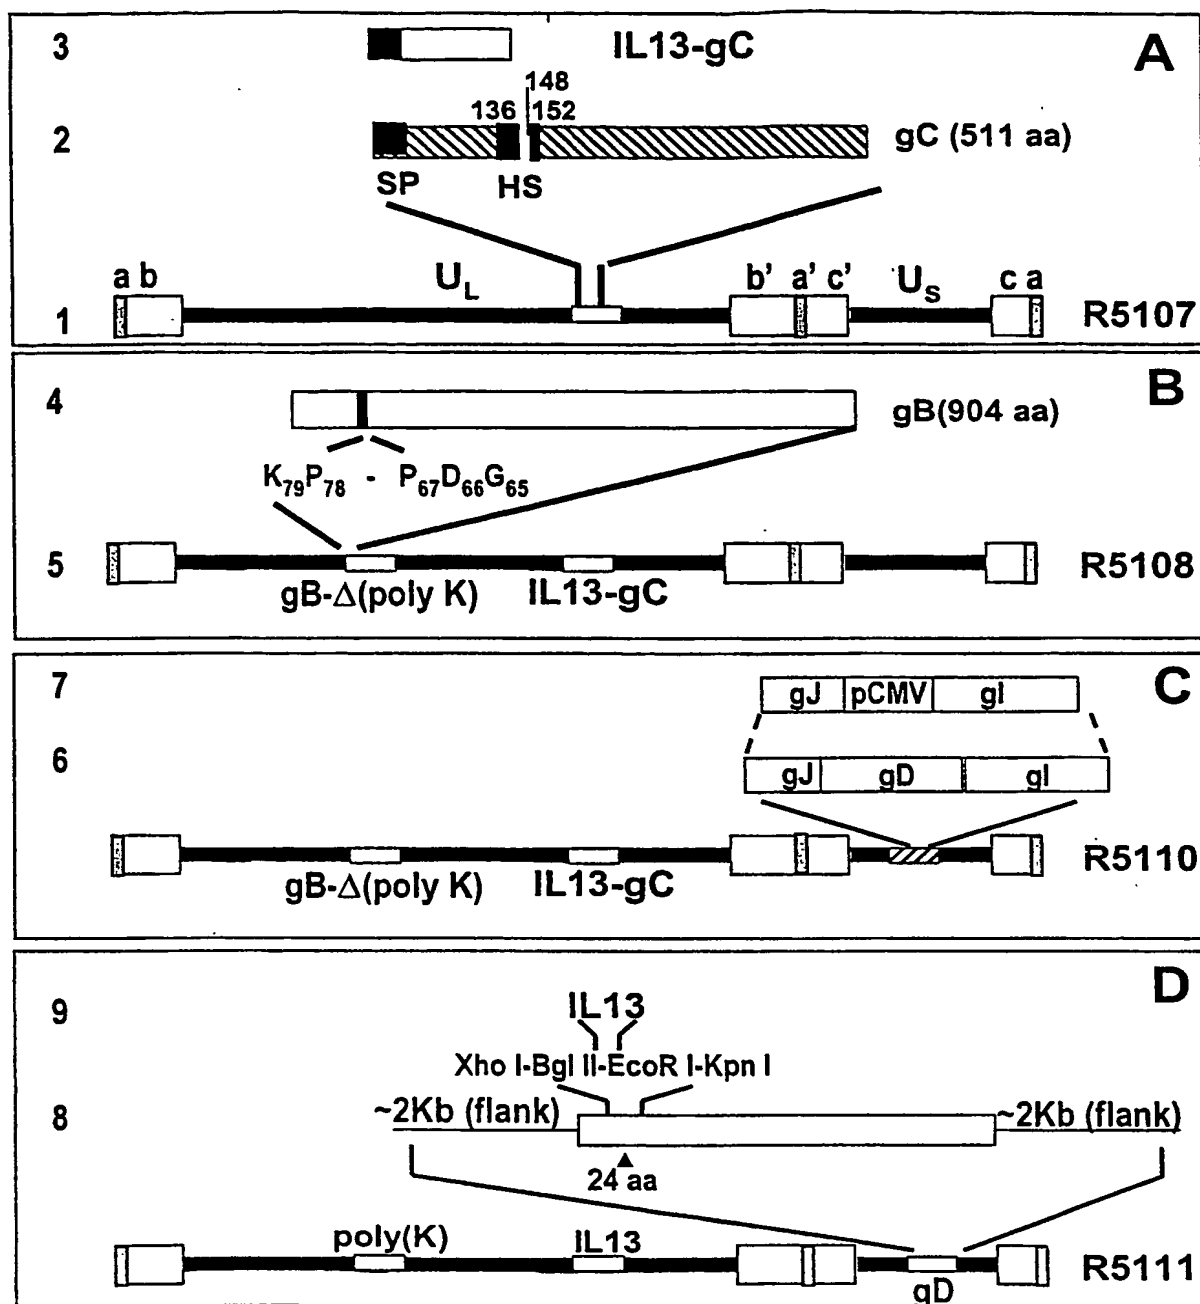 3 IL13-gC A
148
136 152
2 gC (511 aa)
SP HS
a b U_L b' a' c' U_S c a
1 R5107
4 gB(904 aa) B
K79P78 - P67D66G65
5 R5108
gB-Δ(poly K) IL13-gC
7 gJ pCMV gI C
6 gJ gD gI
R5110
gB-Δ(poly K) IL13-gC
D
9 IL13
Xho I-Bgl II-EcoR I-Kpn I
8 ~2Kb (flank) ~2Kb (flank)
24 aa
poly(K) IL13
R5111
gD